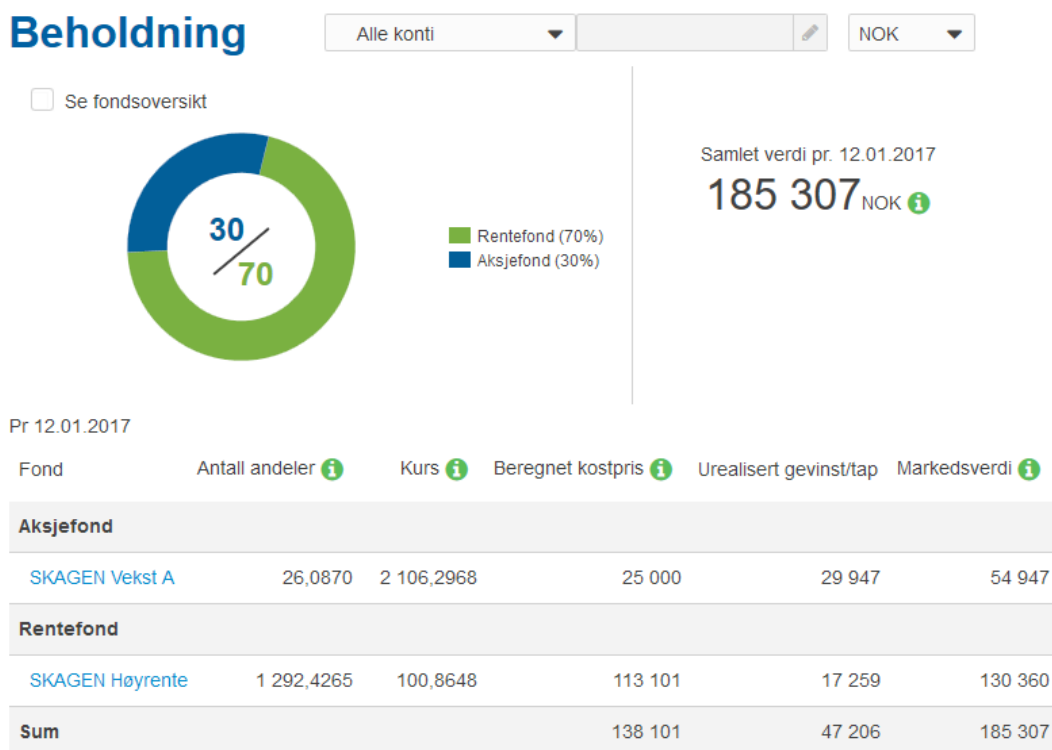 Beholdning
Alle konti
NOK
Se fondsoversikt
30
70
Rentefond (70%)
Aksjefond (30%)
Samlet verdi pr. 12.01.2017
185 307 NOK
Pr 12.01.2017
Fond Antall andeler Kurs Beregnet kostpris Urealisert gevinst/tap Markedsverdi
Aksjefond
SKAGEN Vekst A 26,0870 2 106,2968 25 000 29 947 54 947
Rentefond
SKAGEN Høyrente 1 292,4265 100,8648 113 101 17 259 130 360
Sum 138 101 47 206 185 307